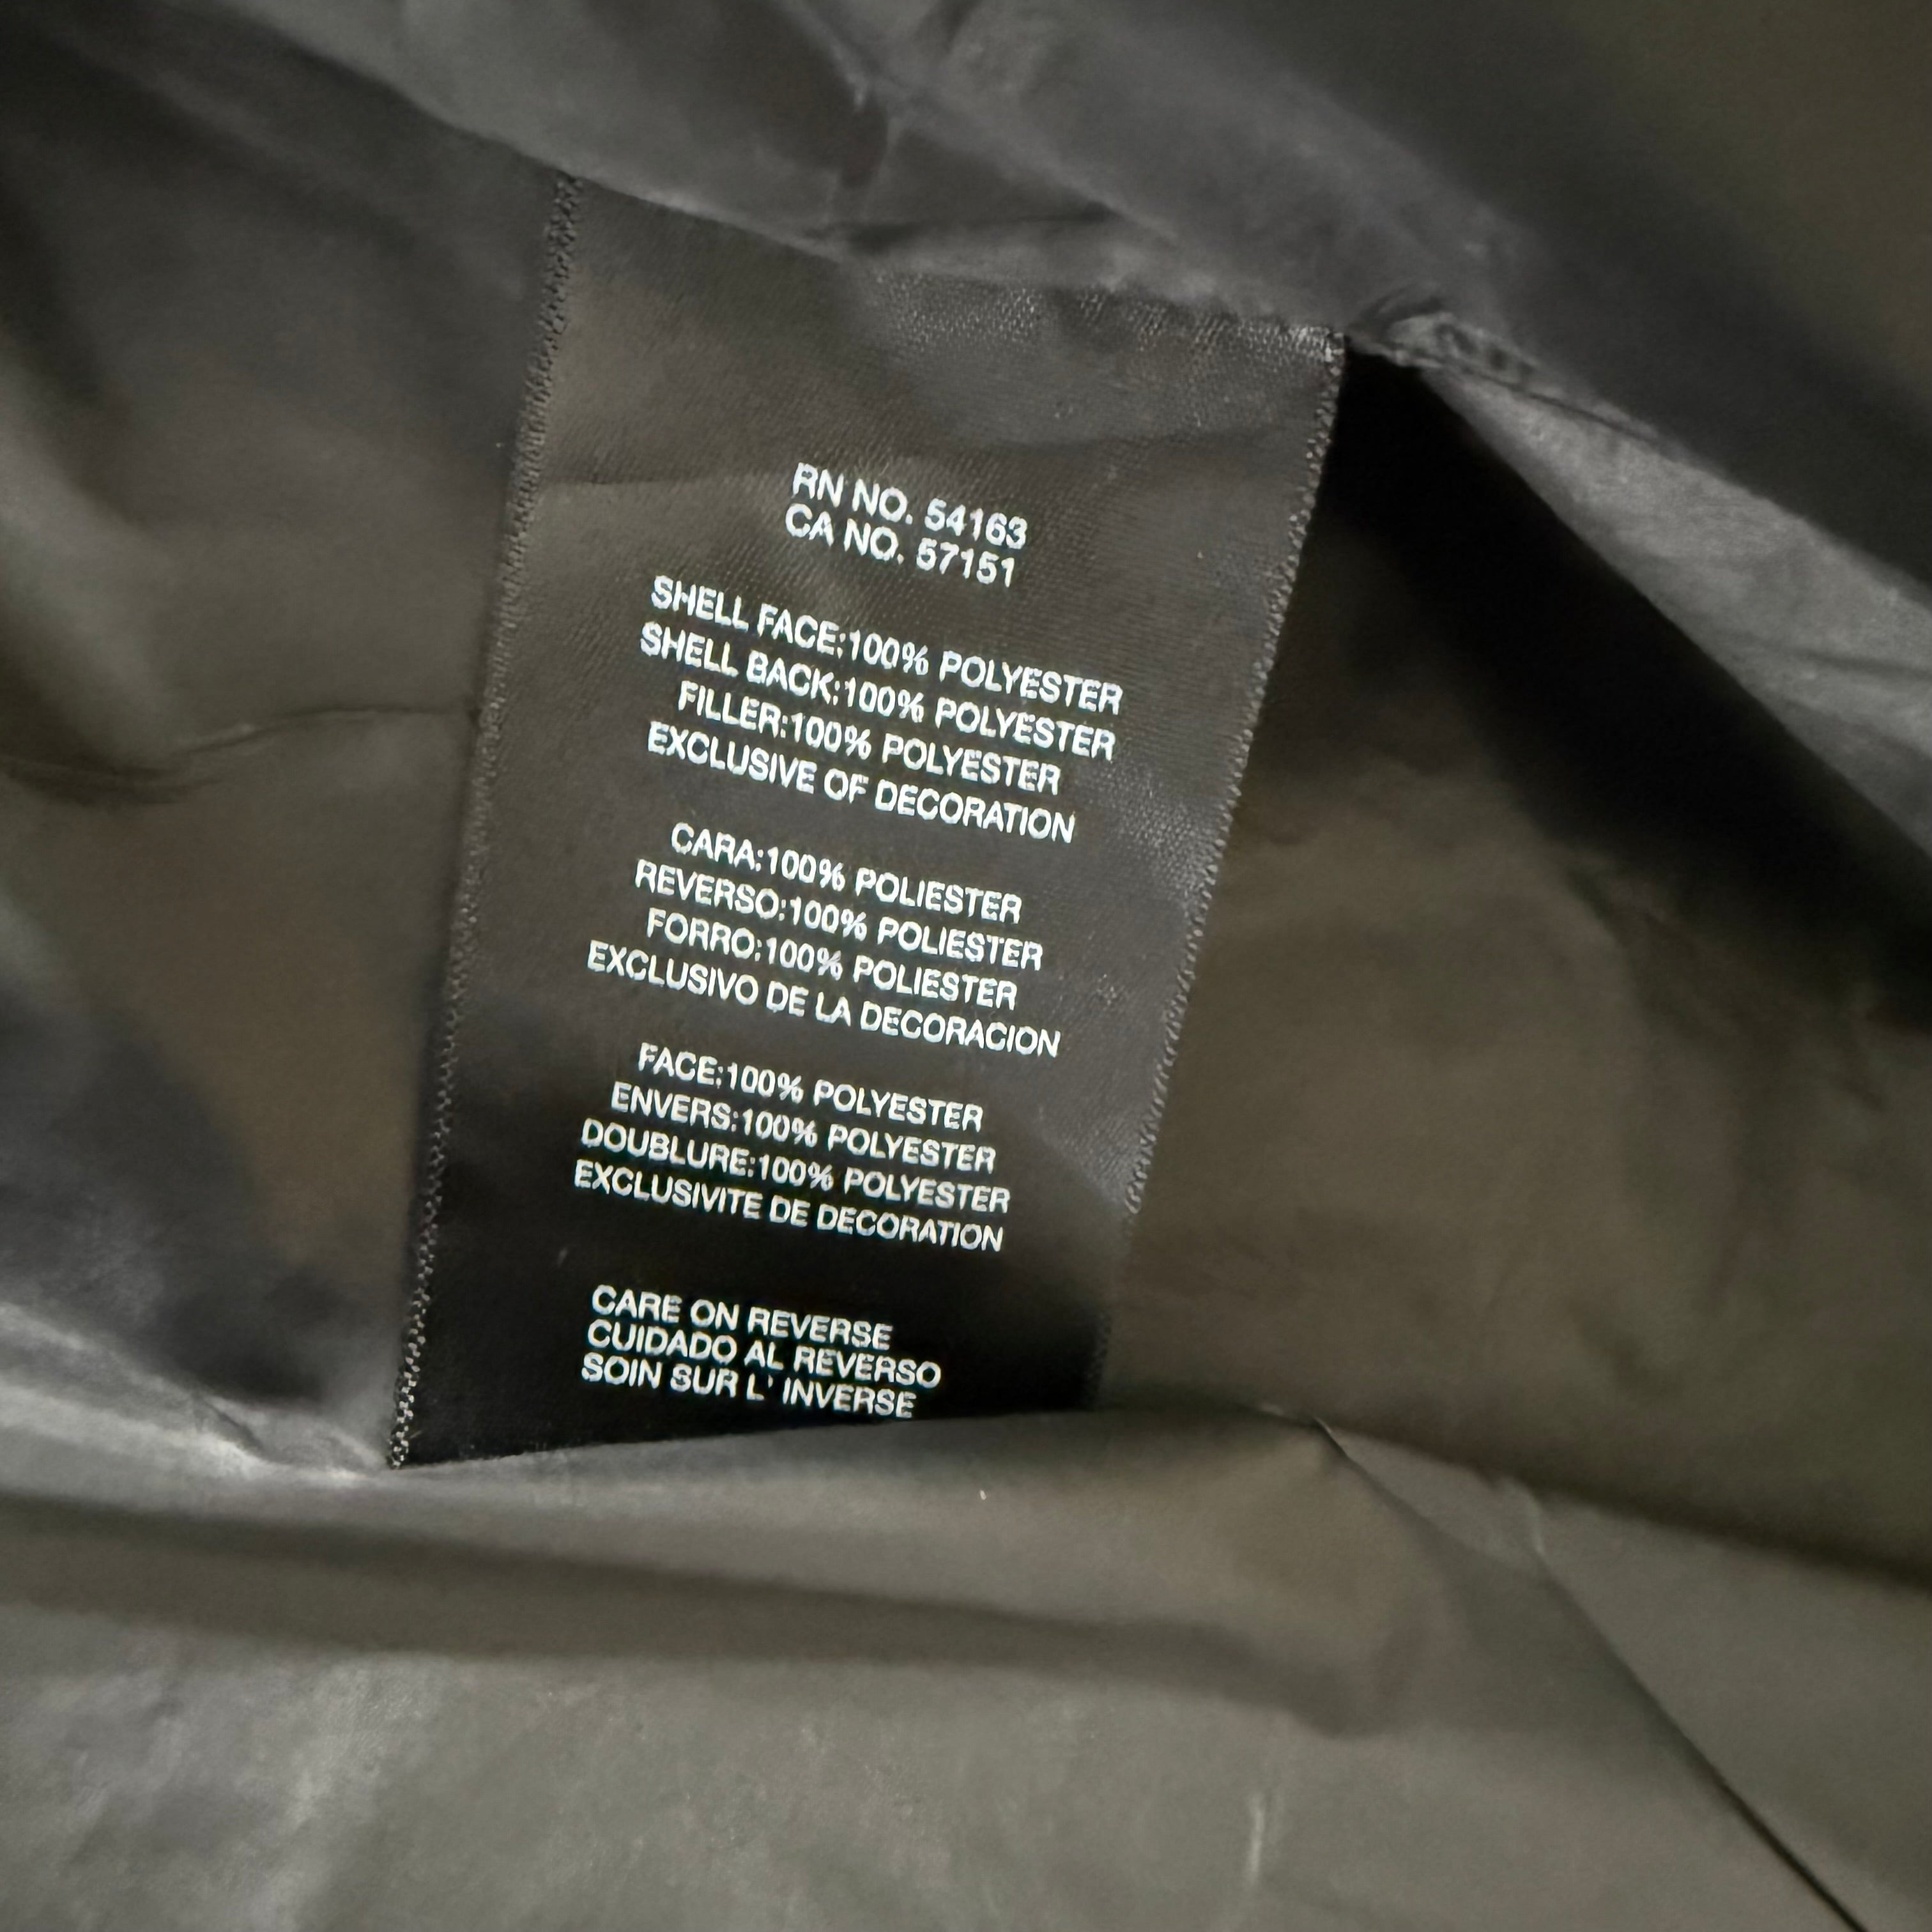 RN NO. 54163
CA NO. 57151
SHELL FACE:100% POLYESTER
SHELL BACK:100% POLYESTER
FILLER:100% POLYESTER
EXCLUSIVE OF DECORATION
CARA:100% POLIESTER
REVERSO:100% POLIESTER
FORRO:100% POLIESTER
EXCLUSIVO DE LA DECORACION
FACE:100% POLYESTER
ENVERS:100% POLYESTER
DOUBLURE:100% POLYESTER
EXCLUSIVITE DE DECORATION
CARE ON REVERSE
CUIDADO AL REVERSO
SOIN SUR L' INVERSE